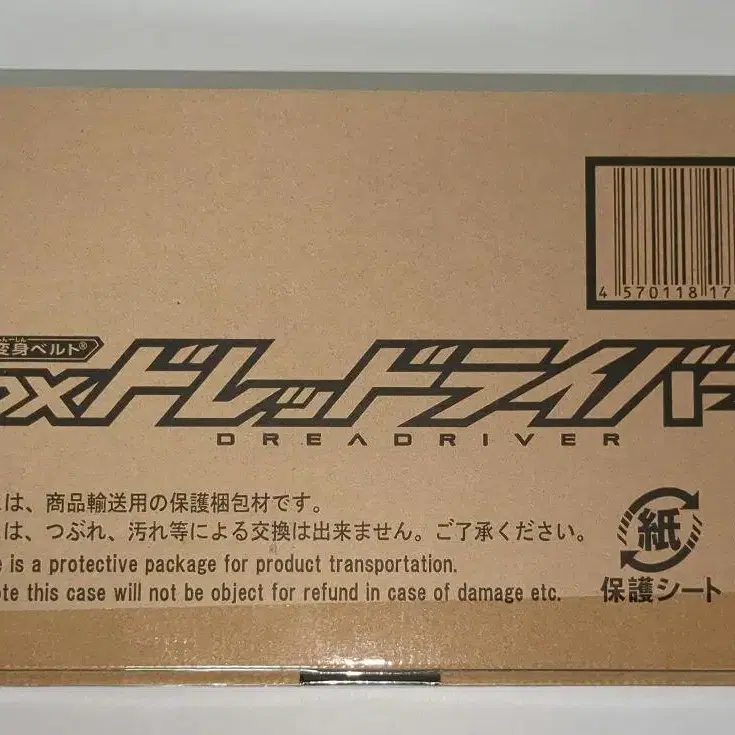 4 570118 17
変身ベルト®
DXドレッドライバー
DREADRIVER
は、商品輸送用の保護梱包材です。
は、つぶれ、汚れ等による交換は出来ません。ご了承ください。
e is a protective package for product transportation.
ote this case will not be object for refund in case of damage etc.
紙
保護シート